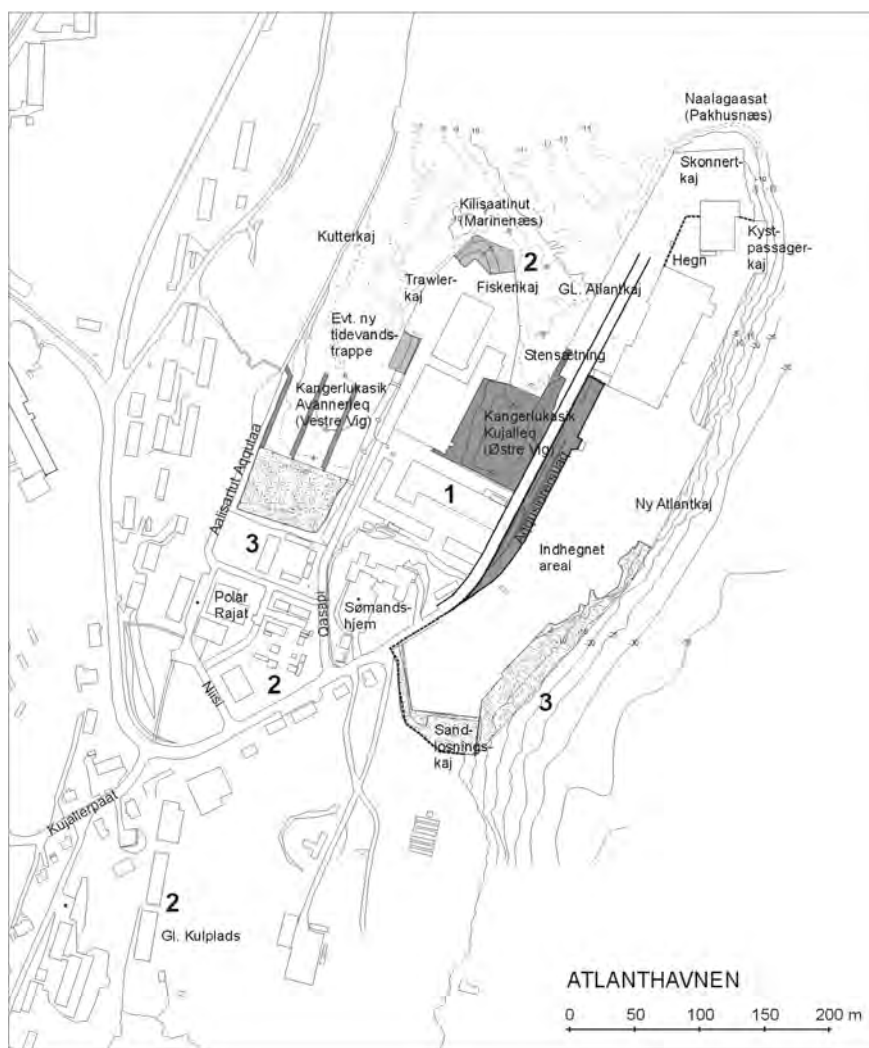 Naalagaasat
(Pakhusnæs)
Skonnert-
kaj
Kilisaatinut
(Marinenæs)
Kutterkaj
Kyst-
passager-
kaj
2
Hegn
Trawler-
kaj
Fiskerikaj
GL. Atlantkaj
Evt. ny
tidevands-
trappe
Stensætning
Kangerlukasik
Avannerleq
(Vestre Vig)
Kangerlukasik
Kujalleq
(Østre Vig)
Aalisartut Aqqutaa
1
Ny Atlantkaj
3
Indhegnet
areal
Polar
Rajat
Qasapi
Sømands-
hjem
Niisi
2
3
Sand-
losnings-
kaj
Kujallerpaat
2
Gl. Kulplads
ATLANTHAVNEN
0 50 100 150 200 m